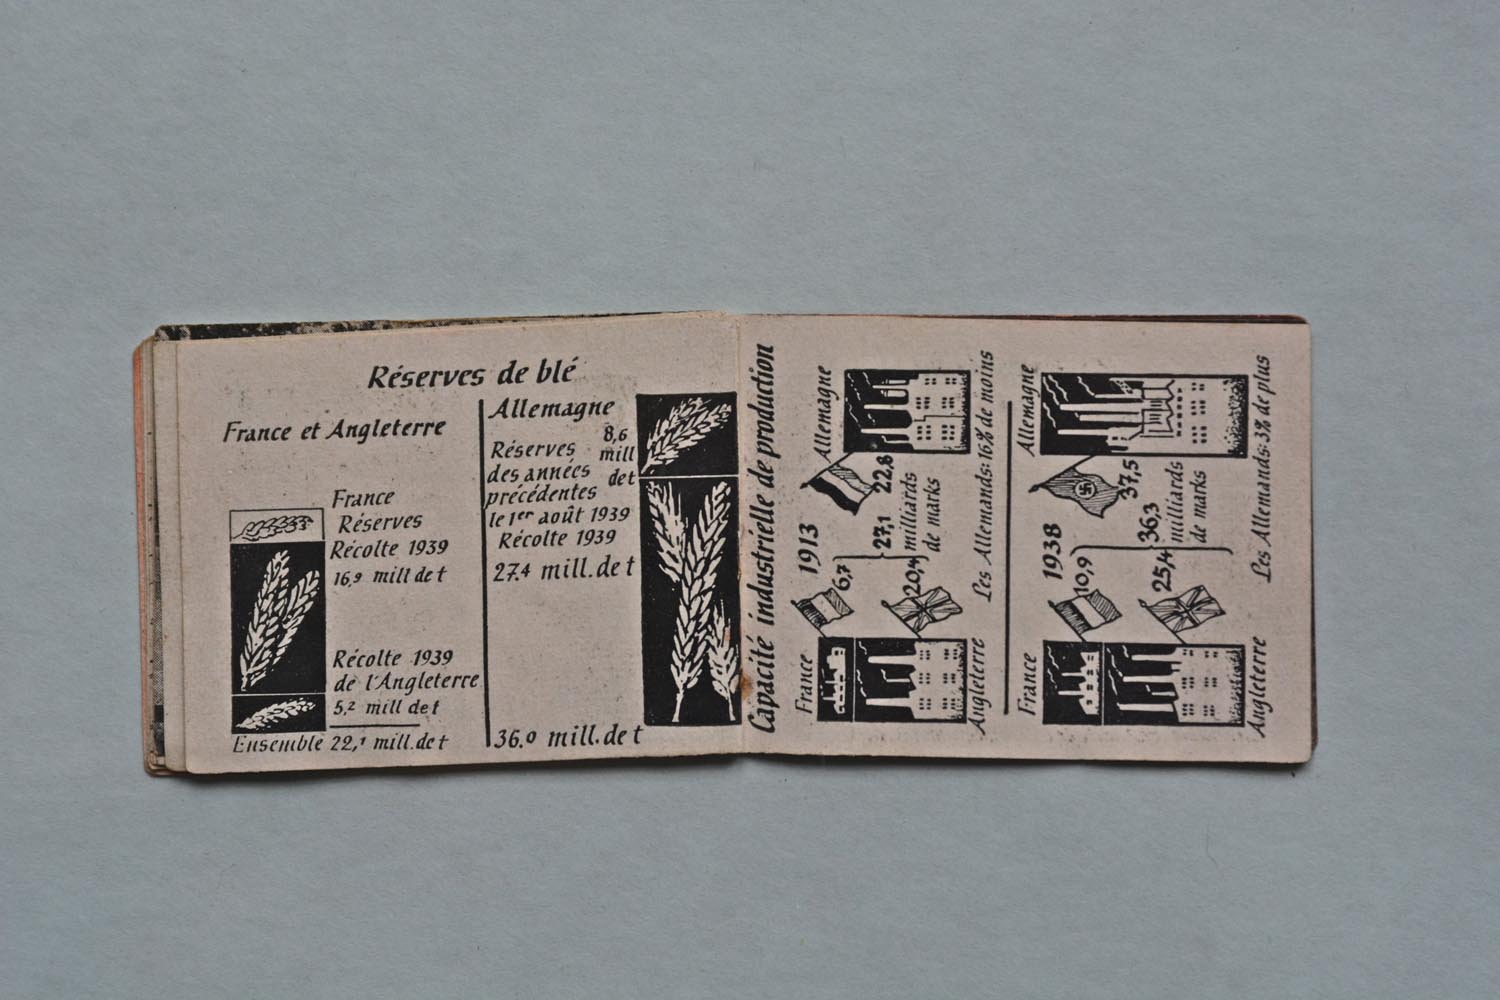 Réserves de blé
France et Angleterre
France
Réserves
Récolte 1939
16,9 mill de t
Récolte 1939
de l'Angleterre
5,2 mill de t
Ensemble 22,1 mill. de t
Allemagne
Réserves
des années
précédentes
le 1er août 1939
8,6
mill
de t
Récolte 1939
27.4 mill. de t
36.0 mill. de t
Capacité industrielle de production
1913
France
6,7
Angleterre
20,4
27,1
milliards
de marks
Allemagne
22,8
Les Allemands: 16% de moins
1938
France
10,9
Angleterre
25,4
36,3
milliards
de marks
Allemagne
37,5
Les Allemands: 3% de plus